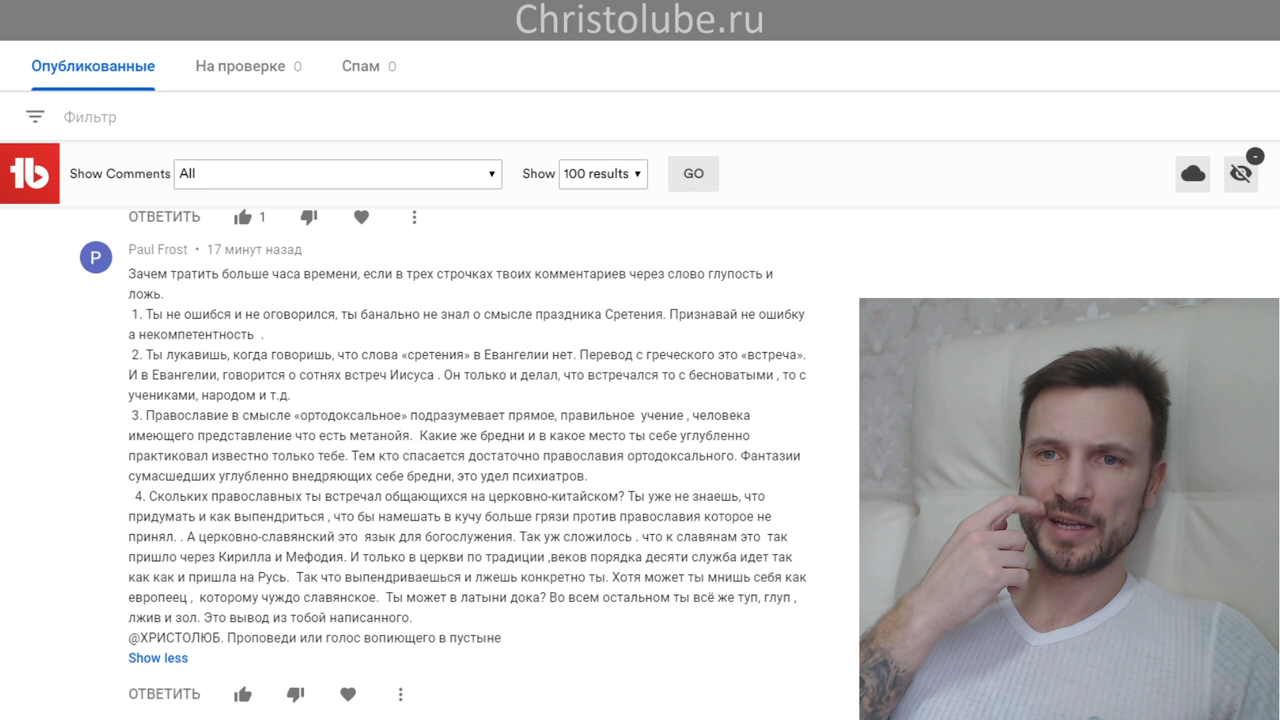 Christolube.ru
Опубликованные На проверке 0 Спам 0
Фильтр
tb Show Comments All Show 100 results GO -
ОТВЕТИТЬ 1
P Paul Frost • 17 минут назад
Зачем тратить больше часа времени, если в трех строчках твоих комментариев через слово глупость и
ложь.
1. Ты не ошибся и не оговорился, ты банально не знал о смысле праздника Сретения. Признавай не ошибку
а некомпетентность .
2. Ты лукавишь, когда говоришь, что слова «сретения» в Евангелии нет. Перевод с греческого это «встреча».
И в Евангелии, говорится о сотнях встреч Иисуса . Он только и делал, что встречался то с бесноватыми , то с
учениками, народом и т.д.
3. Православие в смысле «ортодоксальное» подразумевает прямое, правильное учение , человека
имеющего представление что есть метанойя. Какие же бредни и в какое место ты себе углубленно
практиковал известно только тебе. Тем кто спасается достаточно православия ортодоксального. Фантазии
сумасшедших углубленно внедряющих себе бредни, это удел психиатров.
4. Скольких православных ты встречал общающихся на церковно-китайском? Ты уже не знаешь, что
придумать и как выпендриться , что бы намешать в кучу больше грязи против православия которое не
принял. . А церковно-славянский это язык для богослужения. Так уж сложилось . что к славянам это так
пришло через Кирилла и Мефодия. И только в церкви по традиции ,веков порядка десяти служба идет так
как как и пришла на Русь. Так что выпендриваешься и лжешь конкретно ты. Хотя может ты мнишь себя как
европеец , которому чуждо славянское. Ты может в латыни дока? Во всем остальном ты всё же туп, глуп ,
лжив и зол. Это вывод из тобой написанного.
@ХРИСТОЛЮБ. Проповеди или голос вопиющего в пустыне
Show less
ОТВЕТИТЬ